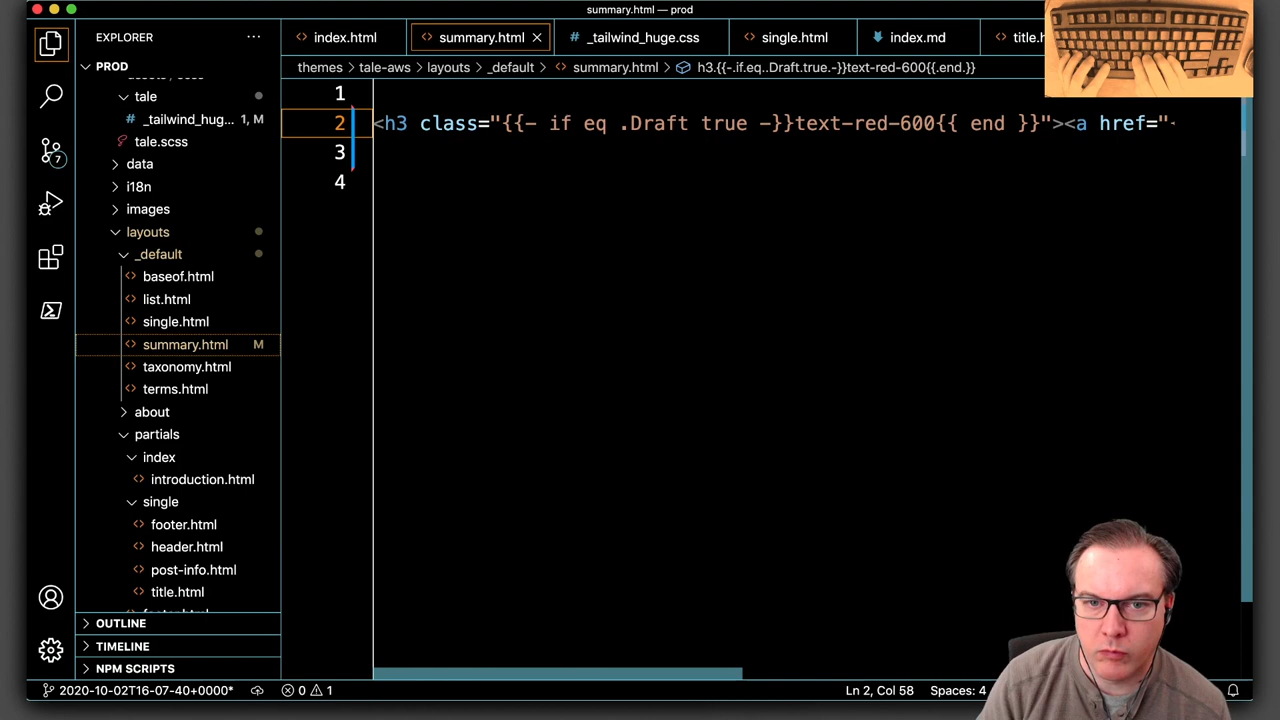 summary.html — prod
EXPLORER
index.html
summary.html
_tailwind_huge.css
single.html
index.md
title.h
PROD
themes > tale-aws > layouts > _default > summary.html > h3.{{-.if.eq..Draft.true.-}}text-red-600{{.end.}}
tale
# _tailwind_hug... 1, M
tale.scss
data
i18n
images
layouts
_default
baseof.html
list.html
single.html
summary.html M
taxonomy.html
terms.html
about
partials
index
introduction.html
single
footer.html
header.html
post-info.html
title.html
1
2 <h3 class="{{- if eq .Draft true -}}text-red-600{{ end }}"><a href="
3
4
OUTLINE
TIMELINE
NPM SCRIPTS
7
2020-10-02T16-07-40+0000*
0
1
Ln 2, Col 58
Spaces: 4